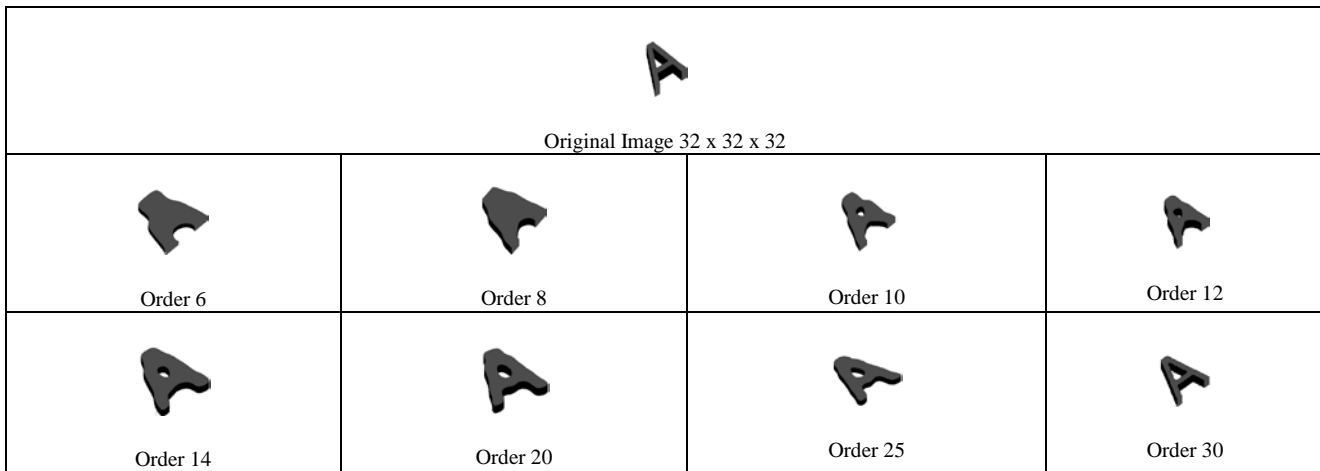 Original Image 32 x 32 x 32
Order 6
Order 8
Order 10
Order 12
Order 14
Order 20
Order 25
Order 30